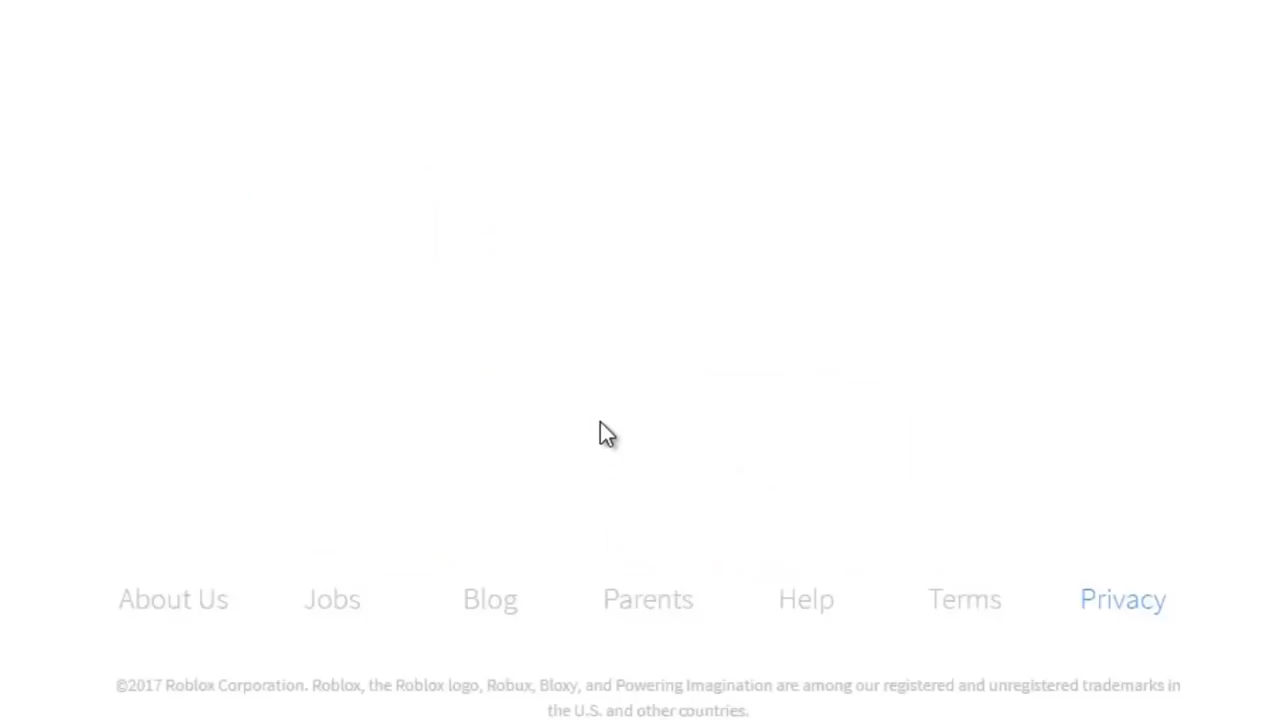 About Us Jobs Blog Parents Help Terms Privacy
©2017 Roblox Corporation. Roblox, the Roblox logo, Robux, Bloxy, and Powering Imagination are among our registered and unregistered trademarks in
the U.S. and other countries.